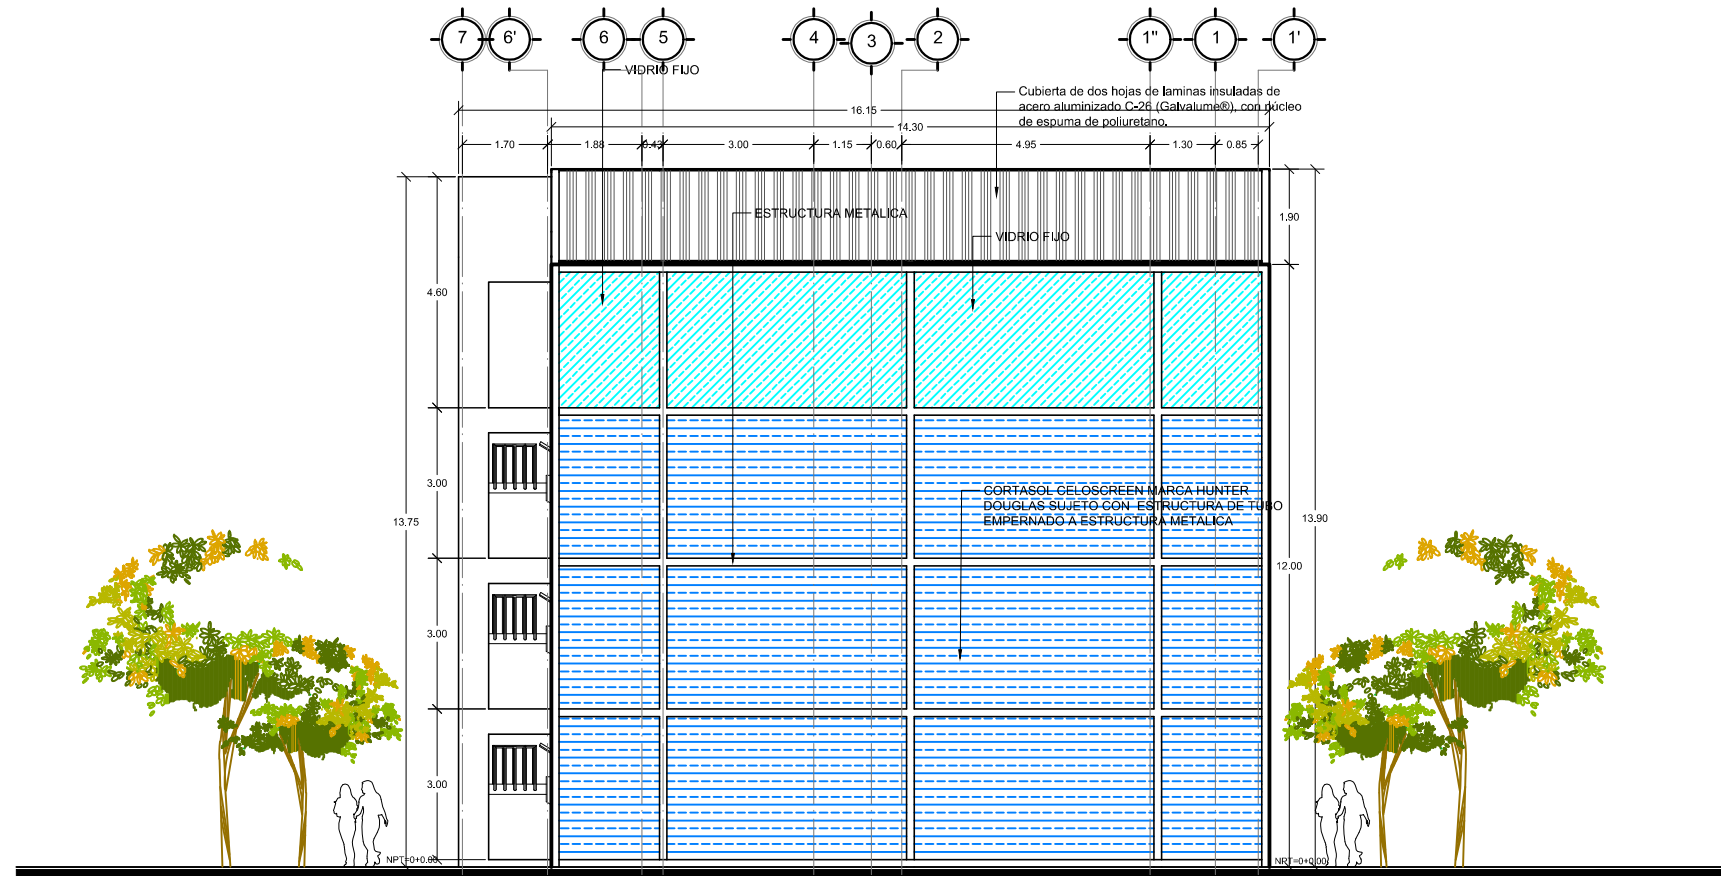 7 6' 6 5 4 3 2 1" 1 1'
VIDRIO FIJO
Cubierta de dos hojas de laminas insuladas de
acero aluminizado C-26 (Galvalume®), con núcleo
de espuma de poliuretano.
16.15
14.30
1.70 1.88 0.43 3.00 1.15 0.60 4.95 1.30 0.85
ESTRUCTURA METALICA
1.90
VIDRIO FIJO
4.60
3.00
CORTASOL CELOSCREEN MARCA HUNTER
DOUGLAS SUJETO CON ESTRUCTURA DE TUBO
EMPERNADO A ESTRUCTURA METALICA
13.75
13.90
12.00
3.00
3.00
NPT=0+0.00
NPT=0+0.00